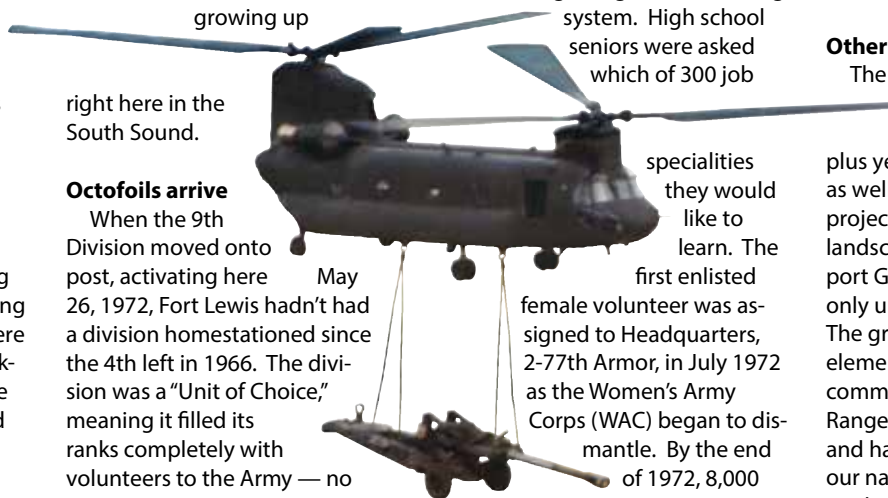 growing up
right here in the
South Sound.
Octofoils arrive
When the 9th
Division moved onto
post, activating here May
26, 1972, Fort Lewis hadn't had
a division homestationed since
the 4th left in 1966. The divi-
sion was a “Unit of Choice,”
meaning it filled its
ranks completely with
volunteers to the Army — no
system. High school
seniors were asked
which of 300 job
specialities
they would
like to
learn. The
first enlisted
female volunteer was as-
signed to Headquarters,
2-77th Armor, in July 1972
as the Women's Army
Corps (WAC) began to dis-
mantle. By the end
of 1972, 8,000
Other
The
plus ye
as wel
projec
landsc
port G
only u
The gr
eleme
comm
Range
and ha
our na